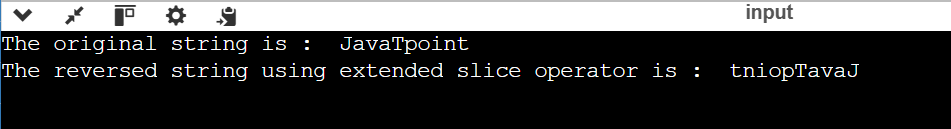 input
The original string is :  JavaTpoint
The reversed string using extended slice operator is :  tniopTavaJ